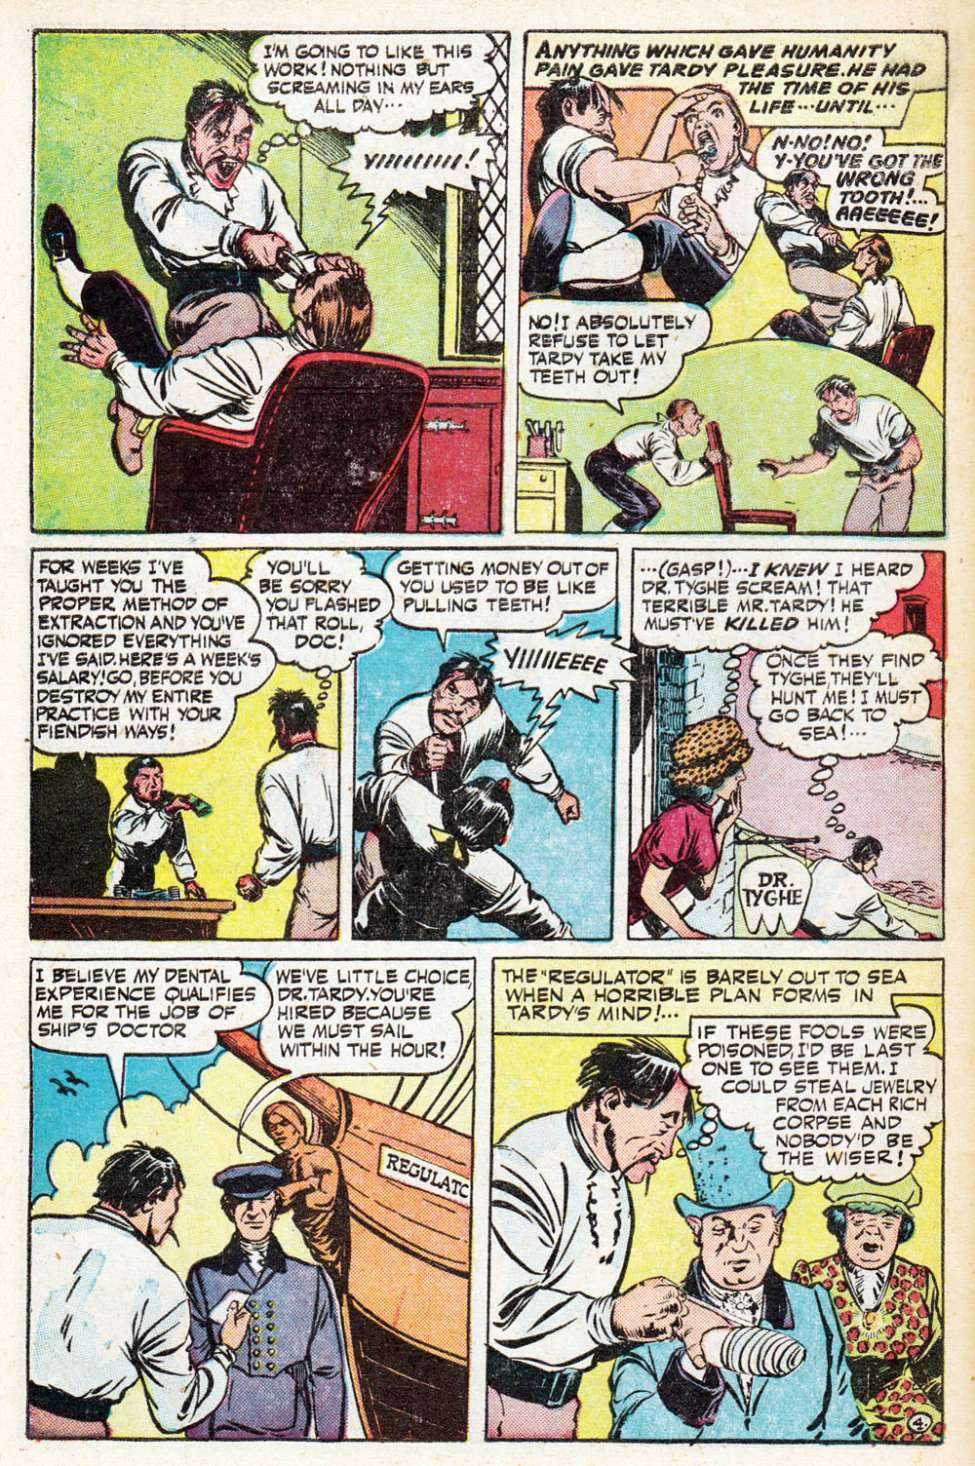 I'M GOING TO LIKE THIS
WORK! NOTHING BUT
SCREAMING IN MY EARS
ALL DAY...
YIIIIIIIII!
ANYTHING WHICH GAVE HUMANITY
PAIN GAVE TARDY PLEASURE. HE HAD
THE TIME OF HIS
LIFE---UNTIL---
N-NO! NO!
Y-YOU'VE GOT THE
WRONG
TOOTH!...
AAEEEEE!
NO! I ABSOLUTELY
REFUSE TO LET
TARDY TAKE MY
TEETH OUT!
FOR WEEKS I'VE
TAUGHT YOU THE
PROPER METHOD OF
EXTRACTION AND YOU'VE
IGNORED EVERYTHING
I'VE SAID. HERE'S A WEEK'S
SALARY! GO, BEFORE YOU
DESTROY MY ENTIRE
PRACTICE WITH YOUR
FIENDISH WAYS!
YOU'LL
BE SORRY
YOU FLASHED
THAT ROLL,
DOC!
GETTING MONEY OUT OF
YOU USED TO BE LIKE
PULLING TEETH!
YIIIIIEEEE
...(GASP!)...I KNEW I HEARD
DR. TYGHE SCREAM! THAT
TERRIBLE MR. TARDY! HE
MUST'VE KILLED HIM!
ONCE THEY FIND
TYGHE, THEY'LL
HUNT ME! I MUST
GO BACK TO
SEA!...
DR.
TYGHE
I BELIEVE MY DENTAL
EXPERIENCE QUALIFIES
ME FOR THE JOB OF
SHIP'S DOCTOR
WE'VE LITTLE CHOICE,
DR. TARDY. YOU'RE
HIRED BECAUSE
WE MUST SAIL
WITHIN THE HOUR!
REGULATO
THE "REGULATOR" IS BARELY OUT TO SEA
WHEN A HORRIBLE PLAN FORMS IN
TARDY'S MIND!...
IF THESE FOOLS WERE
POISONED, I'D BE LAST
ONE TO SEE THEM. I
COULD STEAL JEWELRY
FROM EACH RICH
CORPSE AND
NOBODY'D BE
THE WISER!
4.